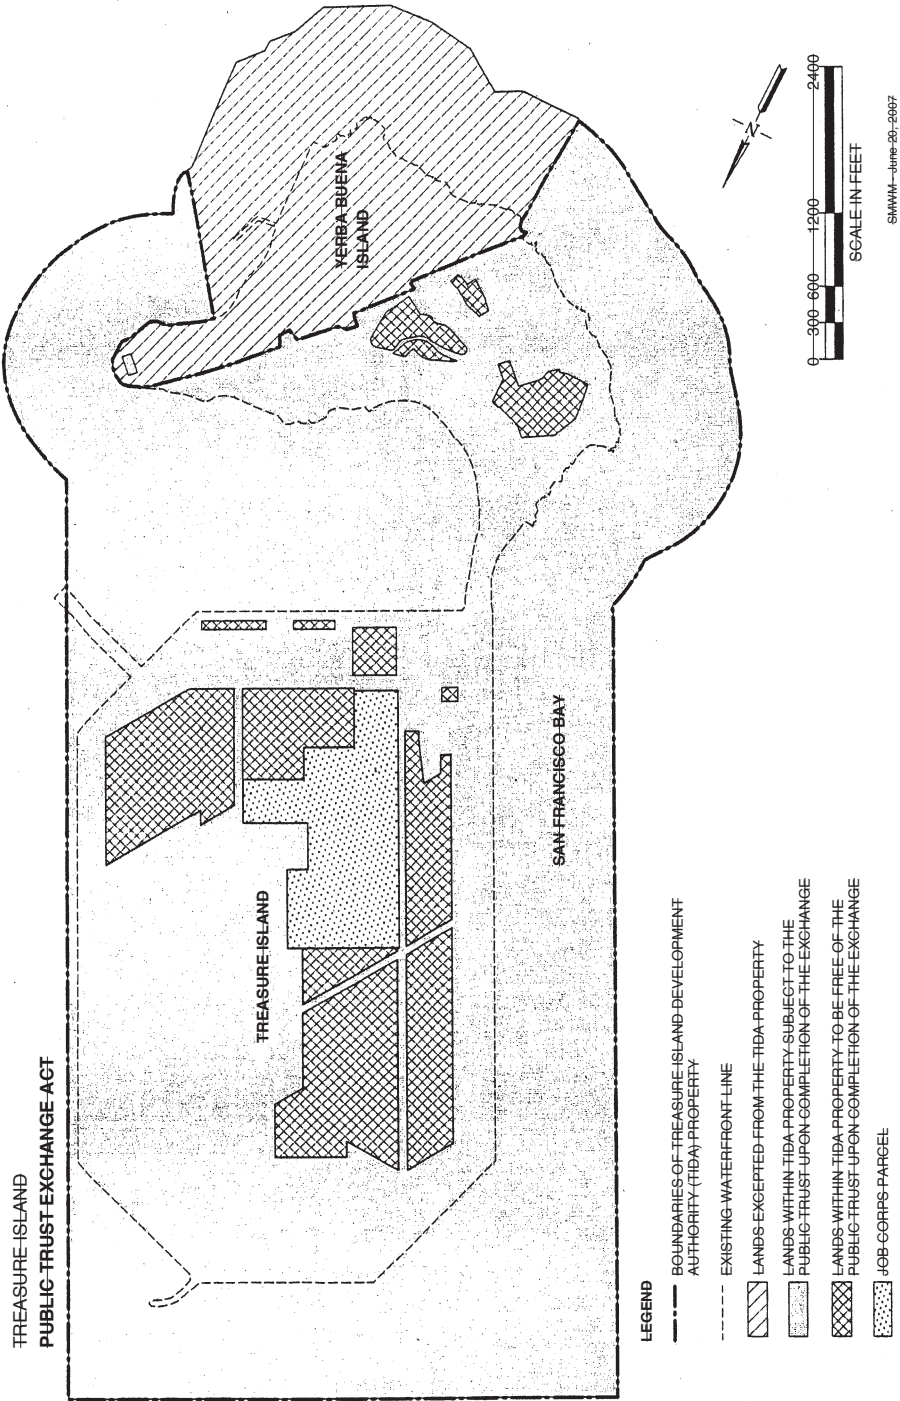 TREASURE ISLAND
PUBLIC TRUST EXCHANGE ACT
YERBA BUENA
ISLAND
TREASURE ISLAND
SAN FRANCISCO BAY
LEGEND
BOUNDARIES OF TREASURE ISLAND DEVELOPMENT
AUTHORITY (TIDA) PROPERTY
EXISTING WATERFRONT LINE
LANDS EXCEPTED FROM THE TIDA PROPERTY
LANDS WITHIN TIDA PROPERTY SUBJECT TO THE
PUBLIC TRUST UPON COMPLETION OF THE EXCHANGE
LANDS WITHIN TIDA PROPERTY TO BE FREE OF THE
PUBLIC TRUST UPON COMPLETION OF THE EXCHANGE
JOB CORPS PARCEL
N
0 300 600 1200 2400
SCALE IN FEET
SMWM June 20, 2007